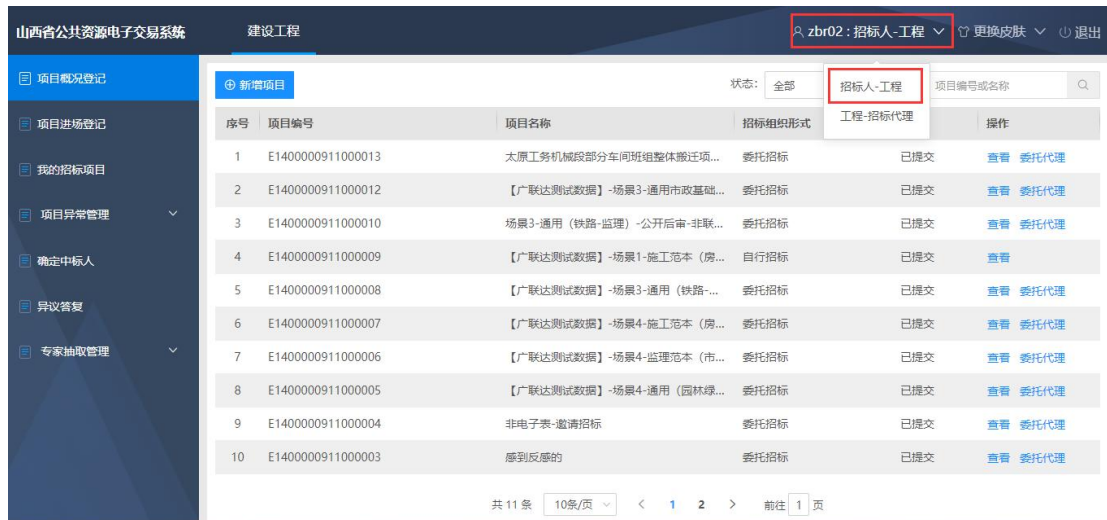 山西省公共资源电子交易系统 建设工程 zbr02 : 招标人-工程 更换皮肤 退出
项目概况登记
项目进场登记
我的招标项目
项目异常管理
确定中标人
异议答复
专家抽取管理
新增项目 状态: 全部 项目编号或名称
招标人-工程
工程-招标代理
序号 项目编号 项目名称 招标组织形式 操作
1 E1400000911000013 太原工务机械段部分车间班组整体搬迁项... 委托招标 已提交 查看 委托代理
2 E1400000911000012 【广联达测试数据】-场景3-通用市政基础... 委托招标 已提交 查看 委托代理
3 E1400000911000010 场景3-通用（铁路-监理）-公开后审-非联... 委托招标 已提交 查看 委托代理
4 E1400000911000009 【广联达测试数据】-场景1-施工范本（房... 自行招标 已提交 查看
5 E1400000911000008 【广联达测试数据】-场景3-通用（铁路-... 委托招标 已提交 查看 委托代理
6 E1400000911000007 【广联达测试数据】-场景4-施工范本（房... 委托招标 已提交 查看 委托代理
7 E1400000911000006 【广联达测试数据】-场景4-监理范本（市... 委托招标 已提交 查看 委托代理
8 E1400000911000005 【广联达测试数据】-场景4-通用（园林绿... 委托招标 已提交 查看 委托代理
9 E1400000911000004 非电子表-邀请招标 委托招标 已提交 查看 委托代理
10 E1400000911000003 感到反感的 委托招标 已提交 查看 委托代理
共 11 条 10条/页 < 1 2 > 前往 1 页